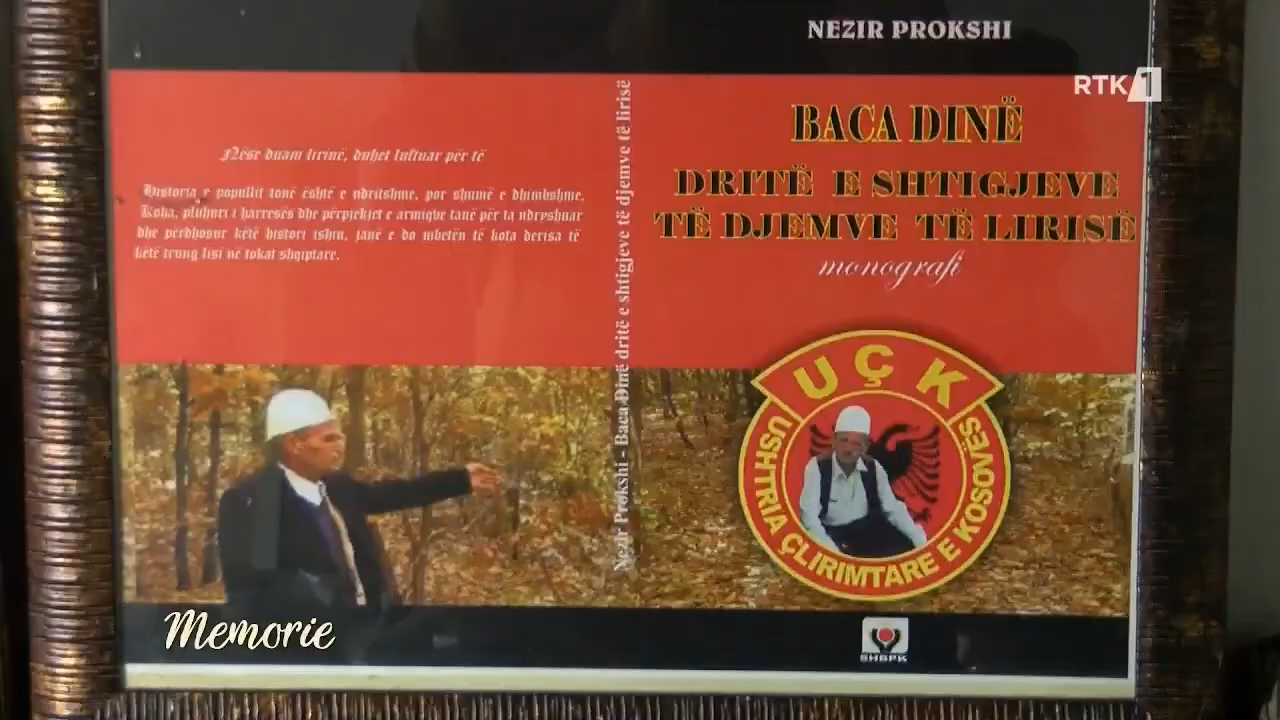 NEZIR PROKSHI
RTK 1
BACA DINË
DRITË E SHTIGJEVE
TË DJEMVE TË LIRISË
monografi
Nëse duam lirinë, duhet luftuar për të
Historia e popullit tonë është e ndritshme, por shumë e dhimbshme.
Koha, pluhuri i harresës dhe përpjekjet e armiqve tanë për ta ndryshuar
dhe përdhosur këtë histori ishin, janë e do mbetën të kota derisa të
ketë trung lisi në tokat shqiptare.
Nezir Prokshi - Baca Dinë dritë e shtigjeve të djemve të lirisë
UÇK
USHTRIA ÇLIRIMTARE E KOSOVËS
Memorie
SHBPK